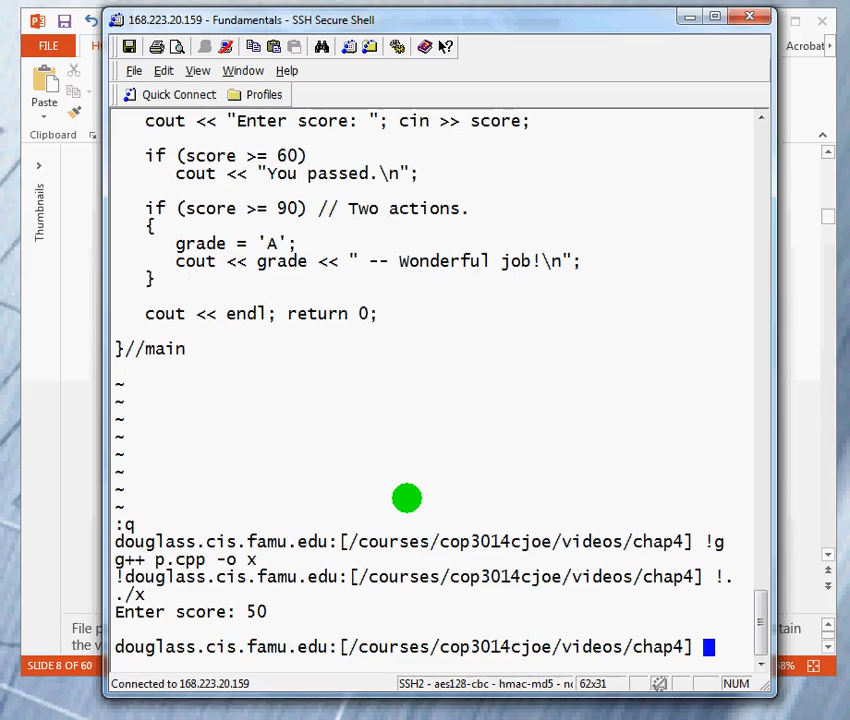 168.223.20.159 - Fundamentals - SSH Secure Shell
FILE
Acrobat
Paste
Clipboard
Thumbnails
File Edit View Window Help
Quick Connect Profiles
cout << "Enter score: "; cin >> score;
if (score >= 60)
cout << "You passed.\n";
if (score >= 90) // Two actions.
{
grade = 'A';
cout << grade << " -- Wonderful job!\n";
}
cout << endl; return 0;
}//main
~
~
~
~
~
~
~
~
:q
douglass.cis.famu.edu:[/courses/cop3014cjoe/videos/chap4] !g
g++ p.cpp -o x
!douglass.cis.famu.edu:[/courses/cop3014cjoe/videos/chap4] !.
./x
Enter score: 50
douglass.cis.famu.edu:[/courses/cop3014cjoe/videos/chap4]
File
the
SLIDE 8 OF 60
Connected to 168.223.20.159 SSH2 - aes128-cbc - hmac-md5 - 62x31 NUM